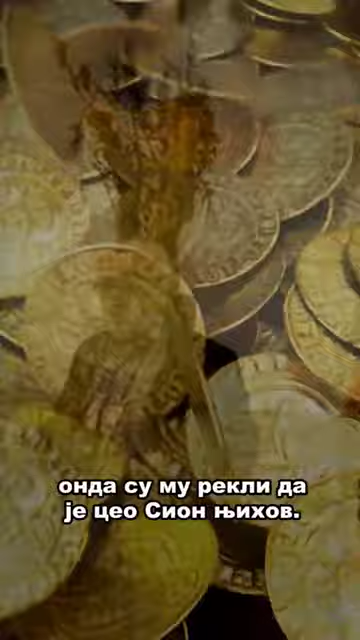 онда су му рекли да
је цео Сион њихов.